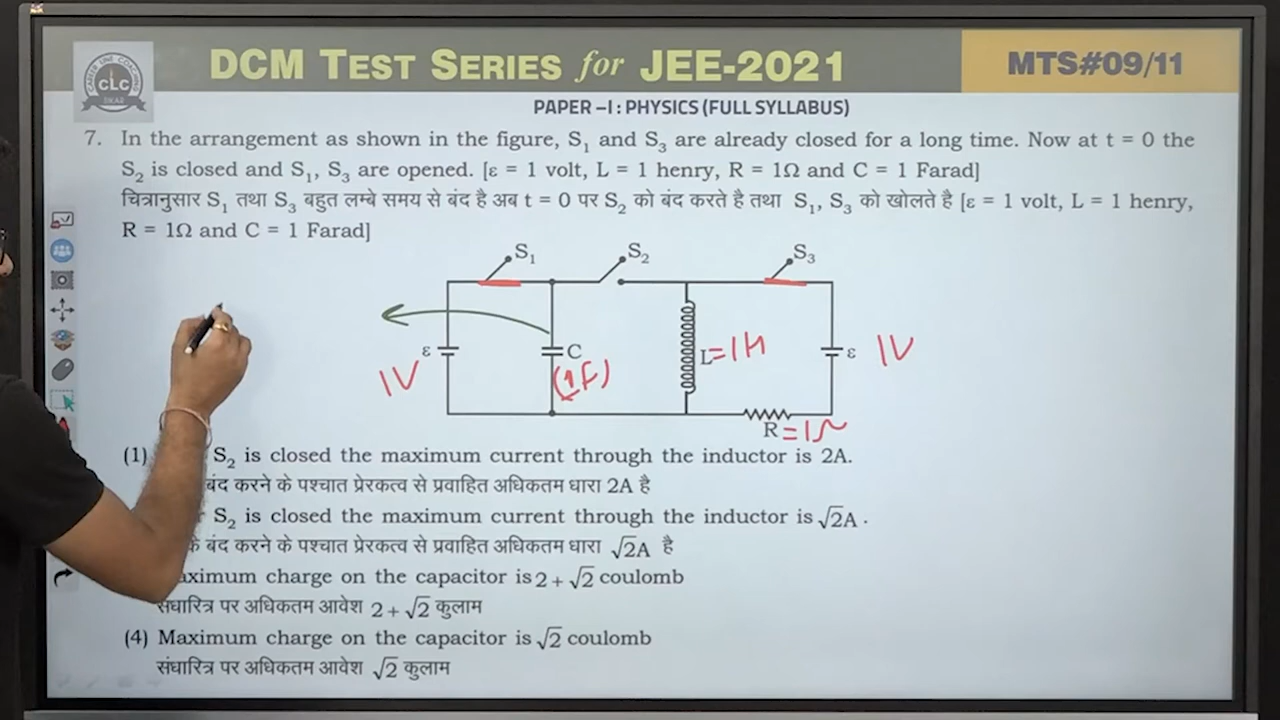 DCM TEST SERIES for JEE-2021
MTS#09/11
CAREER LINE COACHING
CLC
SIKAR
PAPER –I : PHYSICS (FULL SYLLABUS)
7. In the arrangement as shown in the figure, S₁ and S₃ are already closed for a long time. Now at t = 0 the
S₂ is closed and S₁, S₃ are opened. [ε = 1 volt, L = 1 henry, R = 1Ω and C = 1 Farad]
चित्रानुसार S₁ तथा S₃ बहुत लम्बे समय से बंद है अब t = 0 पर S₂ को बंद करते है तथा S₁, S₃ को खोलते है [ε = 1 volt, L = 1 henry,
R = 1Ω and C = 1 Farad]
S₁
S₂
S₃
ε
C
L
=1H
ε
1V
1V
(1F)
R
=1Ω
(1) S₂ is closed the maximum current through the inductor is 2A.
बंद करने के पश्चात प्रेरकत्व से प्रवाहित अधिकतम धारा 2A है
S₂ is closed the maximum current through the inductor is √2A .
के बंद करने के पश्चात प्रेरकत्व से प्रवाहित अधिकतम धारा √2A है
aximum charge on the capacitor is 2 + √2 coulomb
संधारित्र पर अधिकतम आवेश 2 + √2 कुलाम
(4) Maximum charge on the capacitor is √2 coulomb
संधारित्र पर अधिकतम आवेश √2 कुलाम